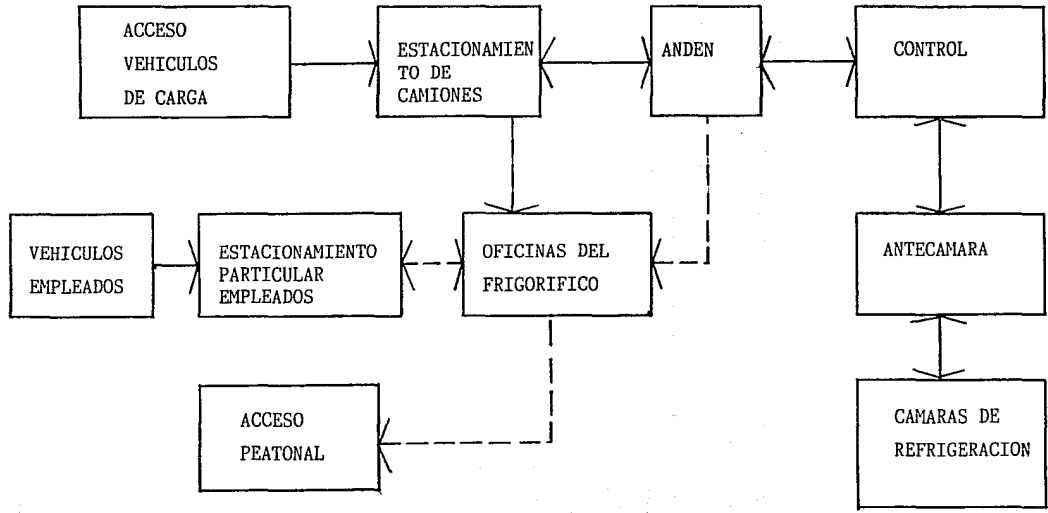 ACCESO
VEHICULOS
DE CARGA
ESTACIONAMIEN
TO DE
CAMIONES
ANDEN
CONTROL
VEHICULOS
EMPLEADOS
ESTACIONAMIENTO
PARTICULAR
EMPLEADOS
OFICINAS DEL
FRIGORIFICO
ANTECAMARA
ACCESO
PEATONAL
CAMARAS DE
REFRIGERACION